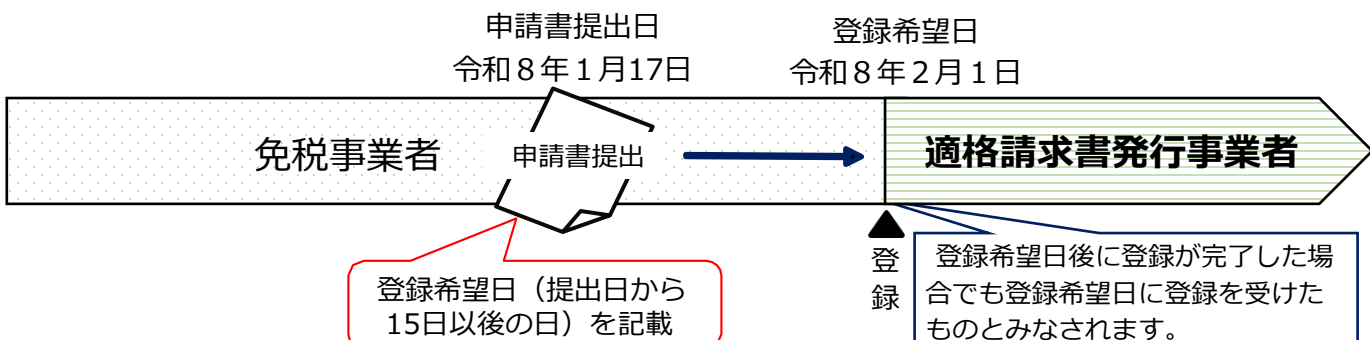 申請書提出日
令和８年１月17日
登録希望日
令和８年２月１日
免税事業者
申請書提出
適格請求書発行事業者
登録希望日（提出日から
15日以後の日）を記載
登
録
登録希望日後に登録が完了した場
合でも登録希望日に登録を受けた
ものとみなされます。